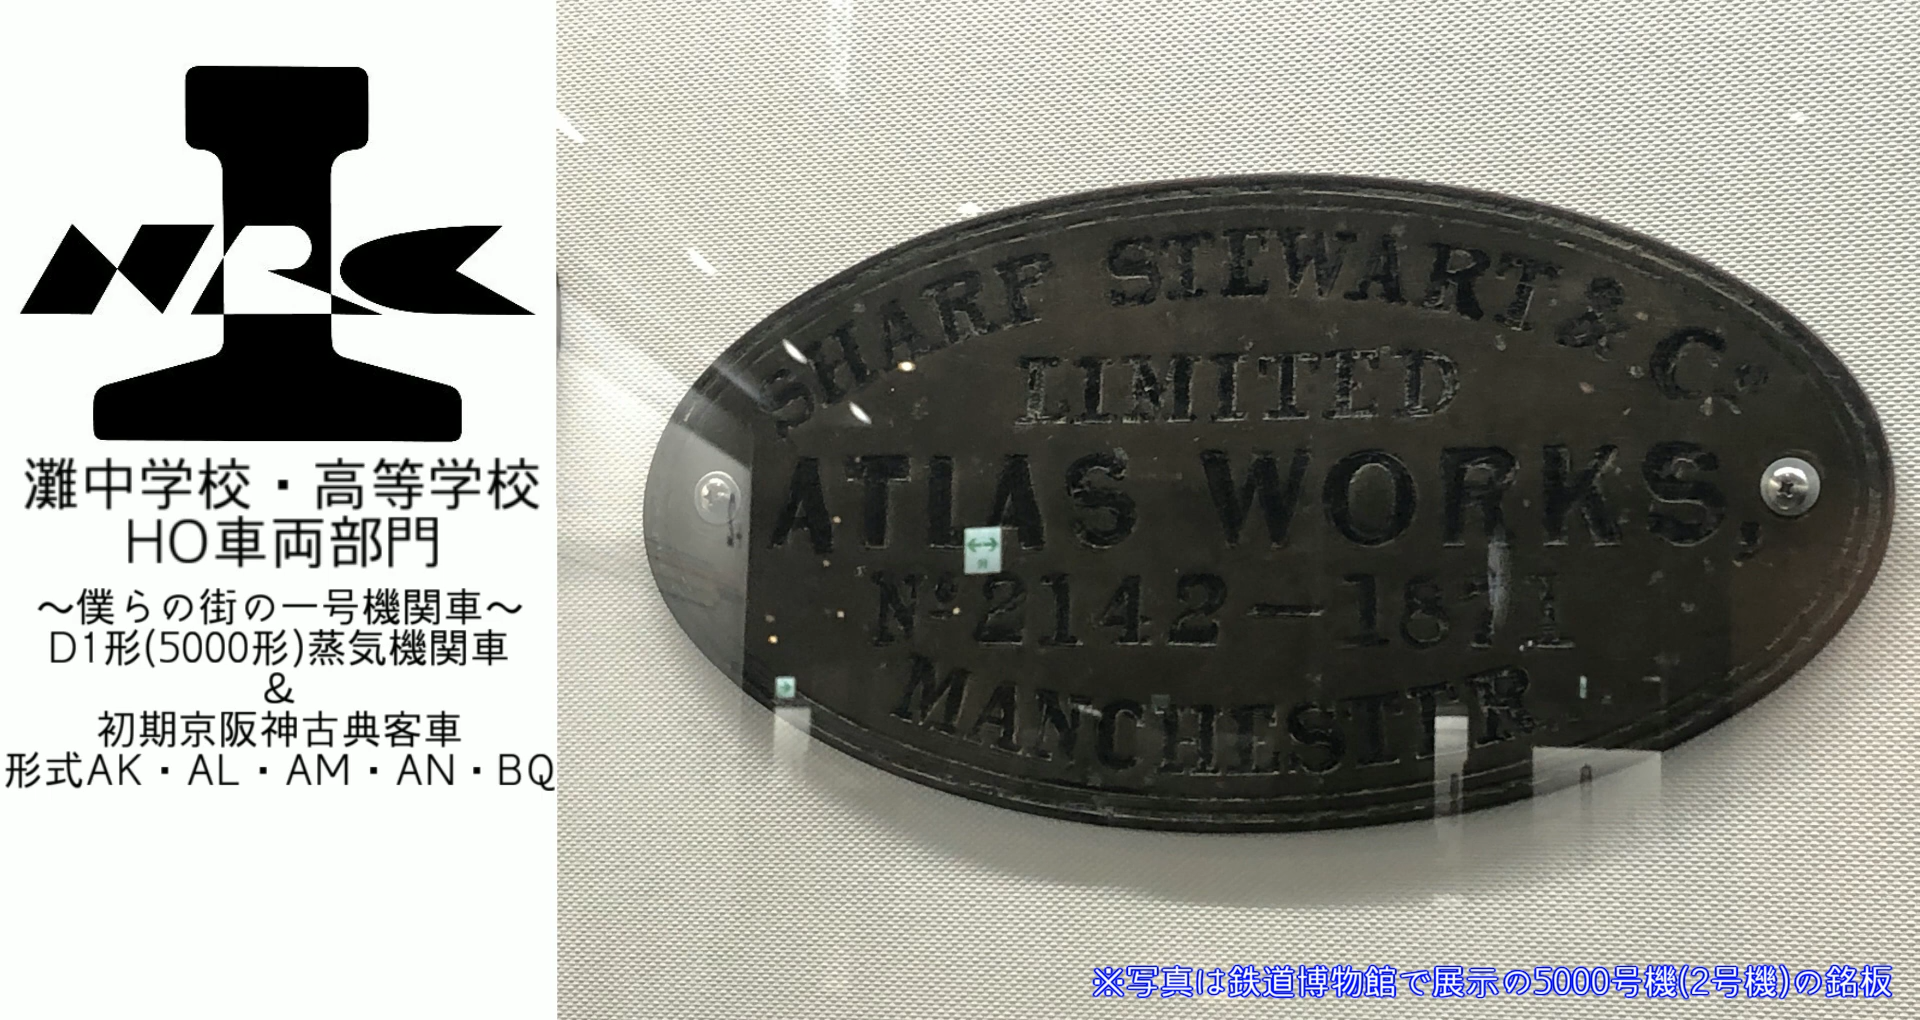 NRC
灘中学校・高等学校
HO車両部門
～僕らの街の一号機関車～
D1形(5000形)蒸気機関車
&
初期京阪神古典客車
形式AK・AL・AM・AN・BQ
SHARP STEWART & Co
LIMITED
ATLAS WORKS,
No 2142-1871
MANCHESTER
※写真は鉄道博物館で展示の5000号機(2号機)の銘板